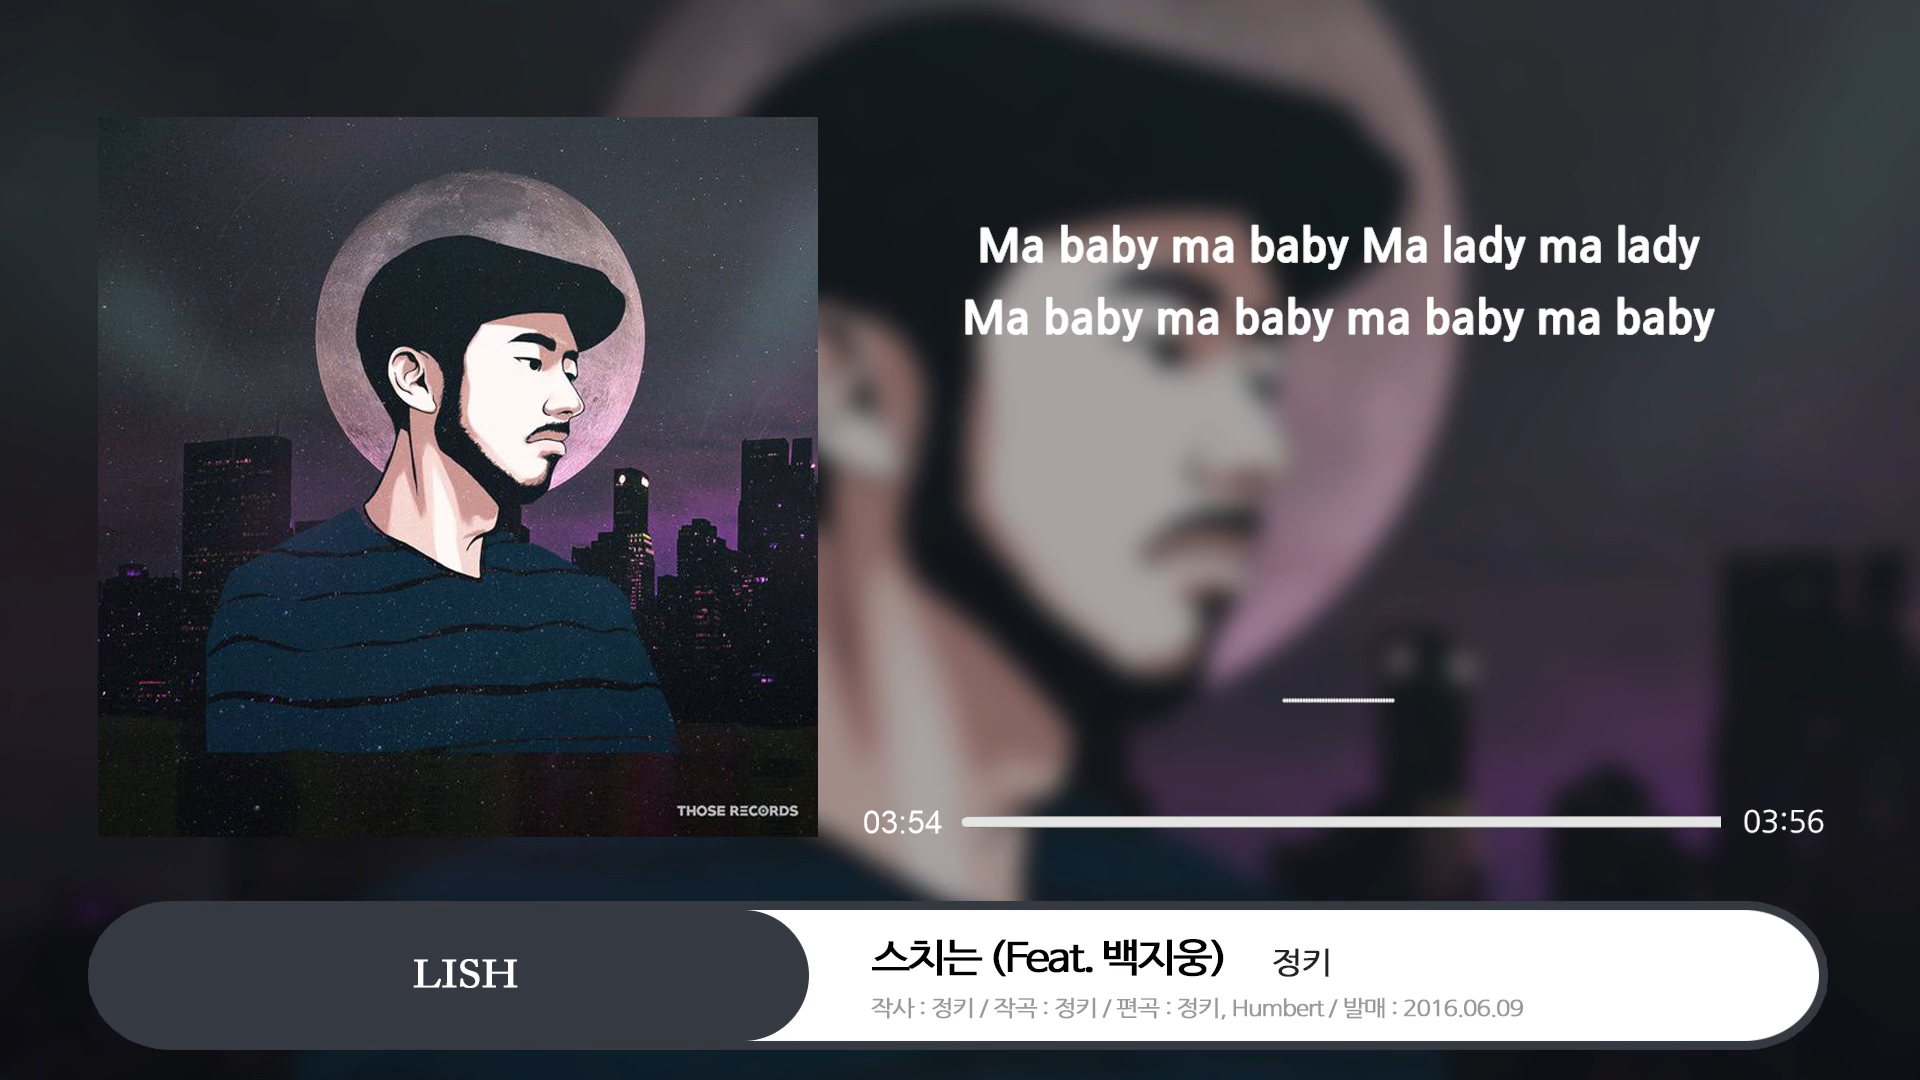 Ma baby ma baby Ma lady ma lady
Ma baby ma baby ma baby ma baby
THOSE RECORDS
03:54
03:56
LISH
스치는 (Feat. 백지웅) 정키
작사 : 정키 / 작곡 : 정키 / 편곡 : 정키, Humbert / 발매 : 2016.06.09